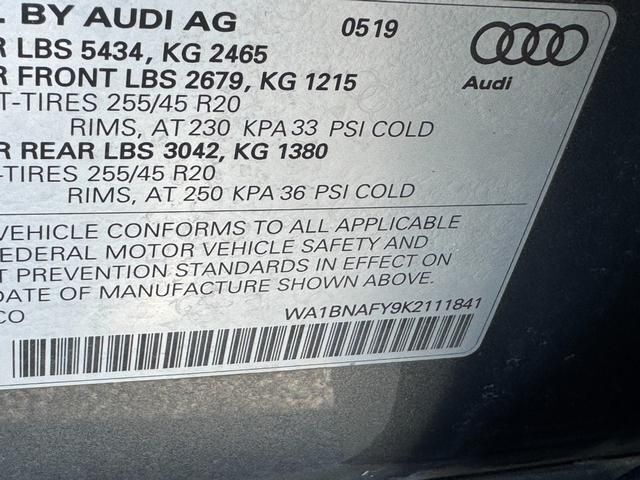 L BY AUDI AG 0519
R LBS 5434, KG 2465
R FRONT LBS 2679, KG 1215
Audi
T-TIRES 255/45 R20
RIMS, AT 230 KPA 33 PSI COLD
R REAR LBS 3042, KG 1380
-TIRES 255/45 R20
RIMS, AT 250 KPA 36 PSI COLD
VEHICLE CONFORMS TO ALL APPLICABLE
FEDERAL MOTOR VEHICLE SAFETY AND
T PREVENTION STANDARDS IN EFFECT ON
DATE OF MANUFACTURE SHOWN ABOVE.
CO WA1BNAFY9K2111841